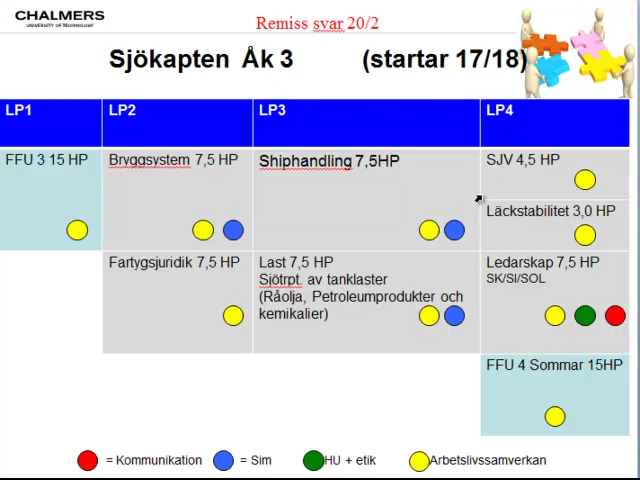 CHALMERS
UNIVERSITY OF TECHNOLOGY
Remiss svar 20/2
Sjökapten Åk 3 (startar 17/18)
LP1 LP2 LP3 LP4
FFU 3 15 HP Bryggsystem 7,5 HP Shiphandling 7,5HP SJV 4,5 HP
Läckstabilitet 3,0 HP
Fartygsjuridik 7,5 HP Last 7,5 HP Ledarskap 7,5 HP
Sjötrpt. av tanklaster SK/SI/SOL
(Råolja, Petroleumprodukter och
kemikalier)
FFU 4 Sommar 15HP
= Kommunikation = Sim HU + etik Arbetslivssamverkan